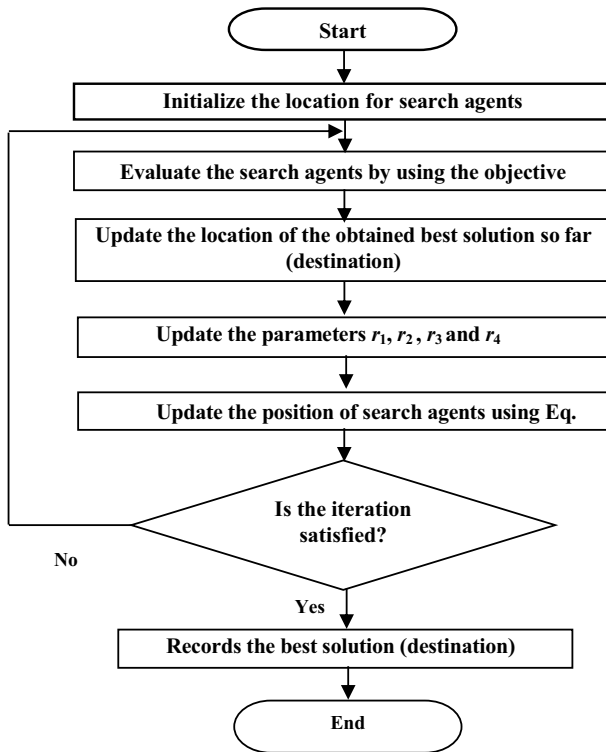 Start
Initialize the location for search agents
Evaluate the search agents by using the objective
Update the location of the obtained best solution so far
(destination)
Update the parameters r1, r2 , r3 and r4
Update the position of search agents using Eq.
Is the iteration
satisfied?
No
Yes
Records the best solution (destination)
End